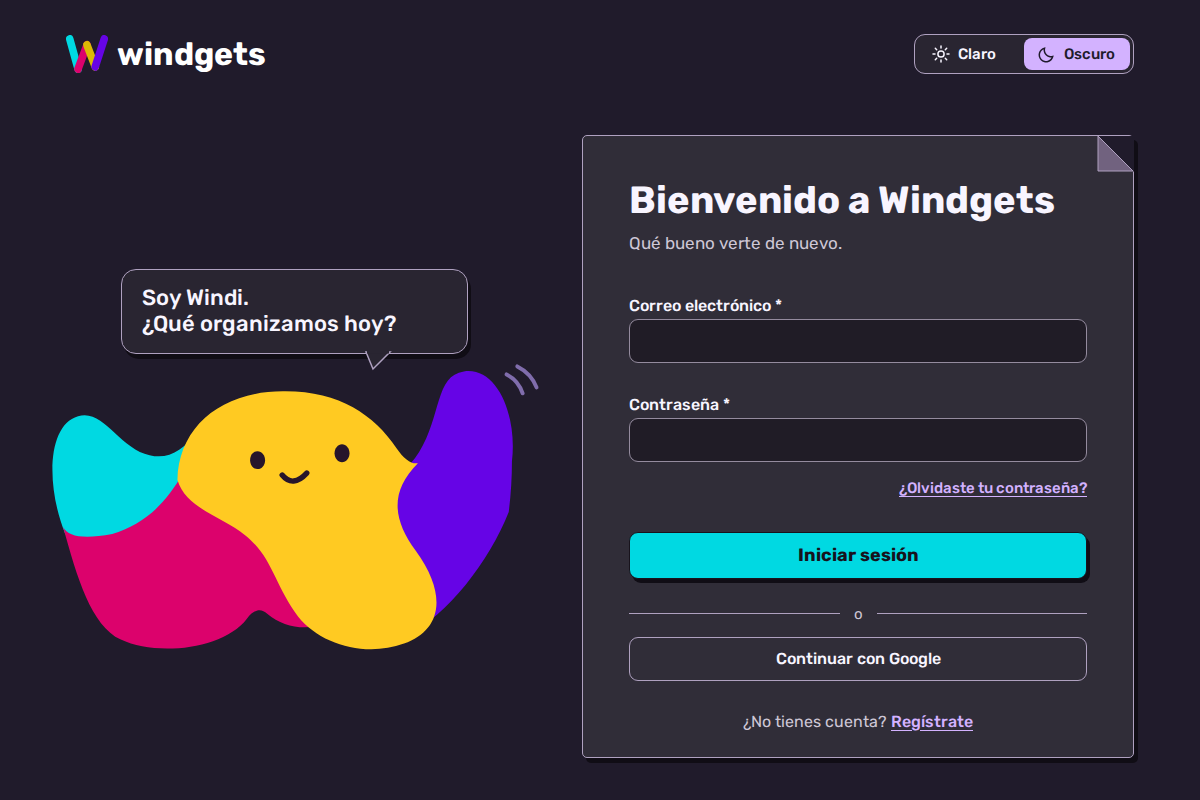 windgets
Claro
Oscuro
Bienvenido a Windgets
Qué bueno verte de nuevo.
Soy Windi.
¿Qué organizamos hoy?
Correo electrónico *
Contraseña *
¿Olvidaste tu contraseña?
Iniciar sesión
o
Continuar con Google
¿No tienes cuenta? Regístrate